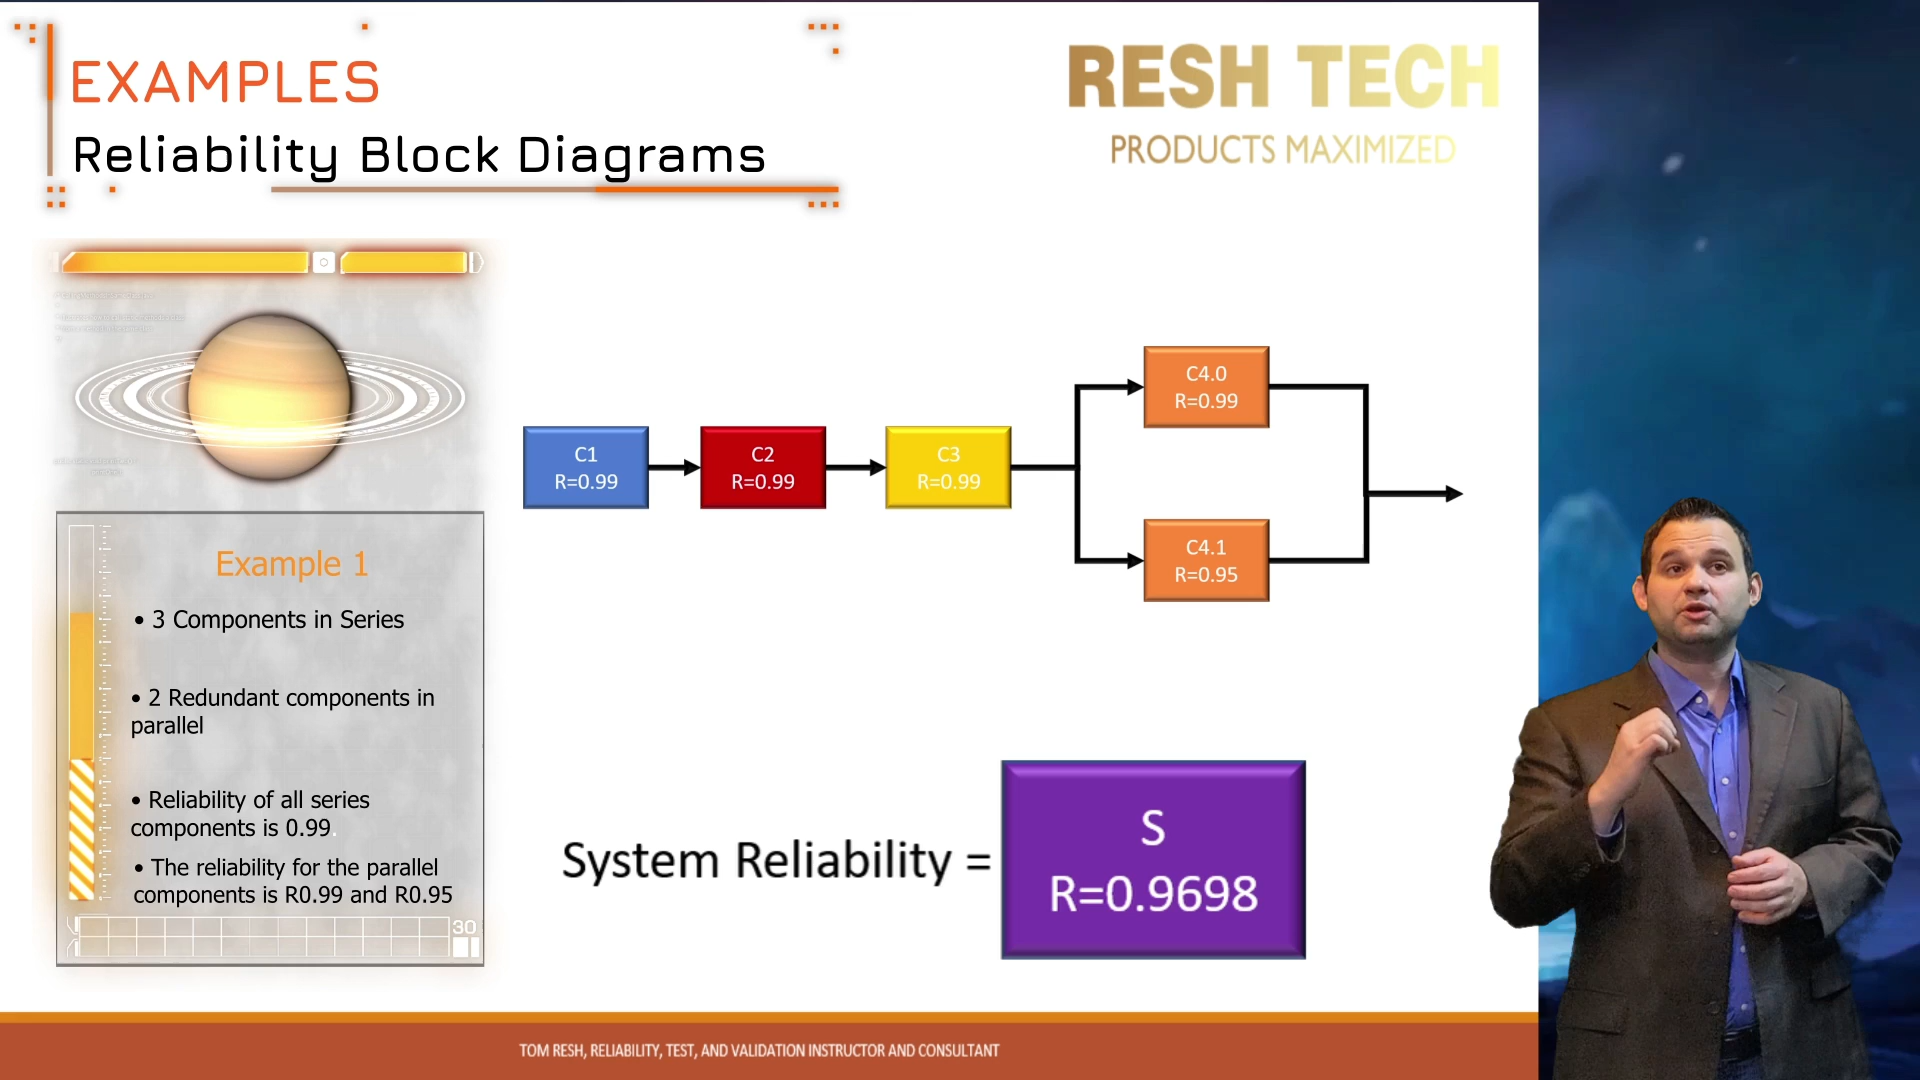 EXAMPLES
Reliability Block Diagrams
RESH TECH
PRODUCTS MAXIMIZED
C1
R=0.99
C2
R=0.99
C3
R=0.99
C4.0
R=0.99
C4.1
R=0.95
Example 1
• 3 Components in Series
• 2 Redundant components in
parallel
• Reliability of all series
components is 0.99.
• The reliability for the parallel
components is R0.99 and R0.95
30
System Reliability =
S
R=0.9698
TOM RESH, RELIABILITY, TEST, AND VALIDATION INSTRUCTOR AND CONSULTANT